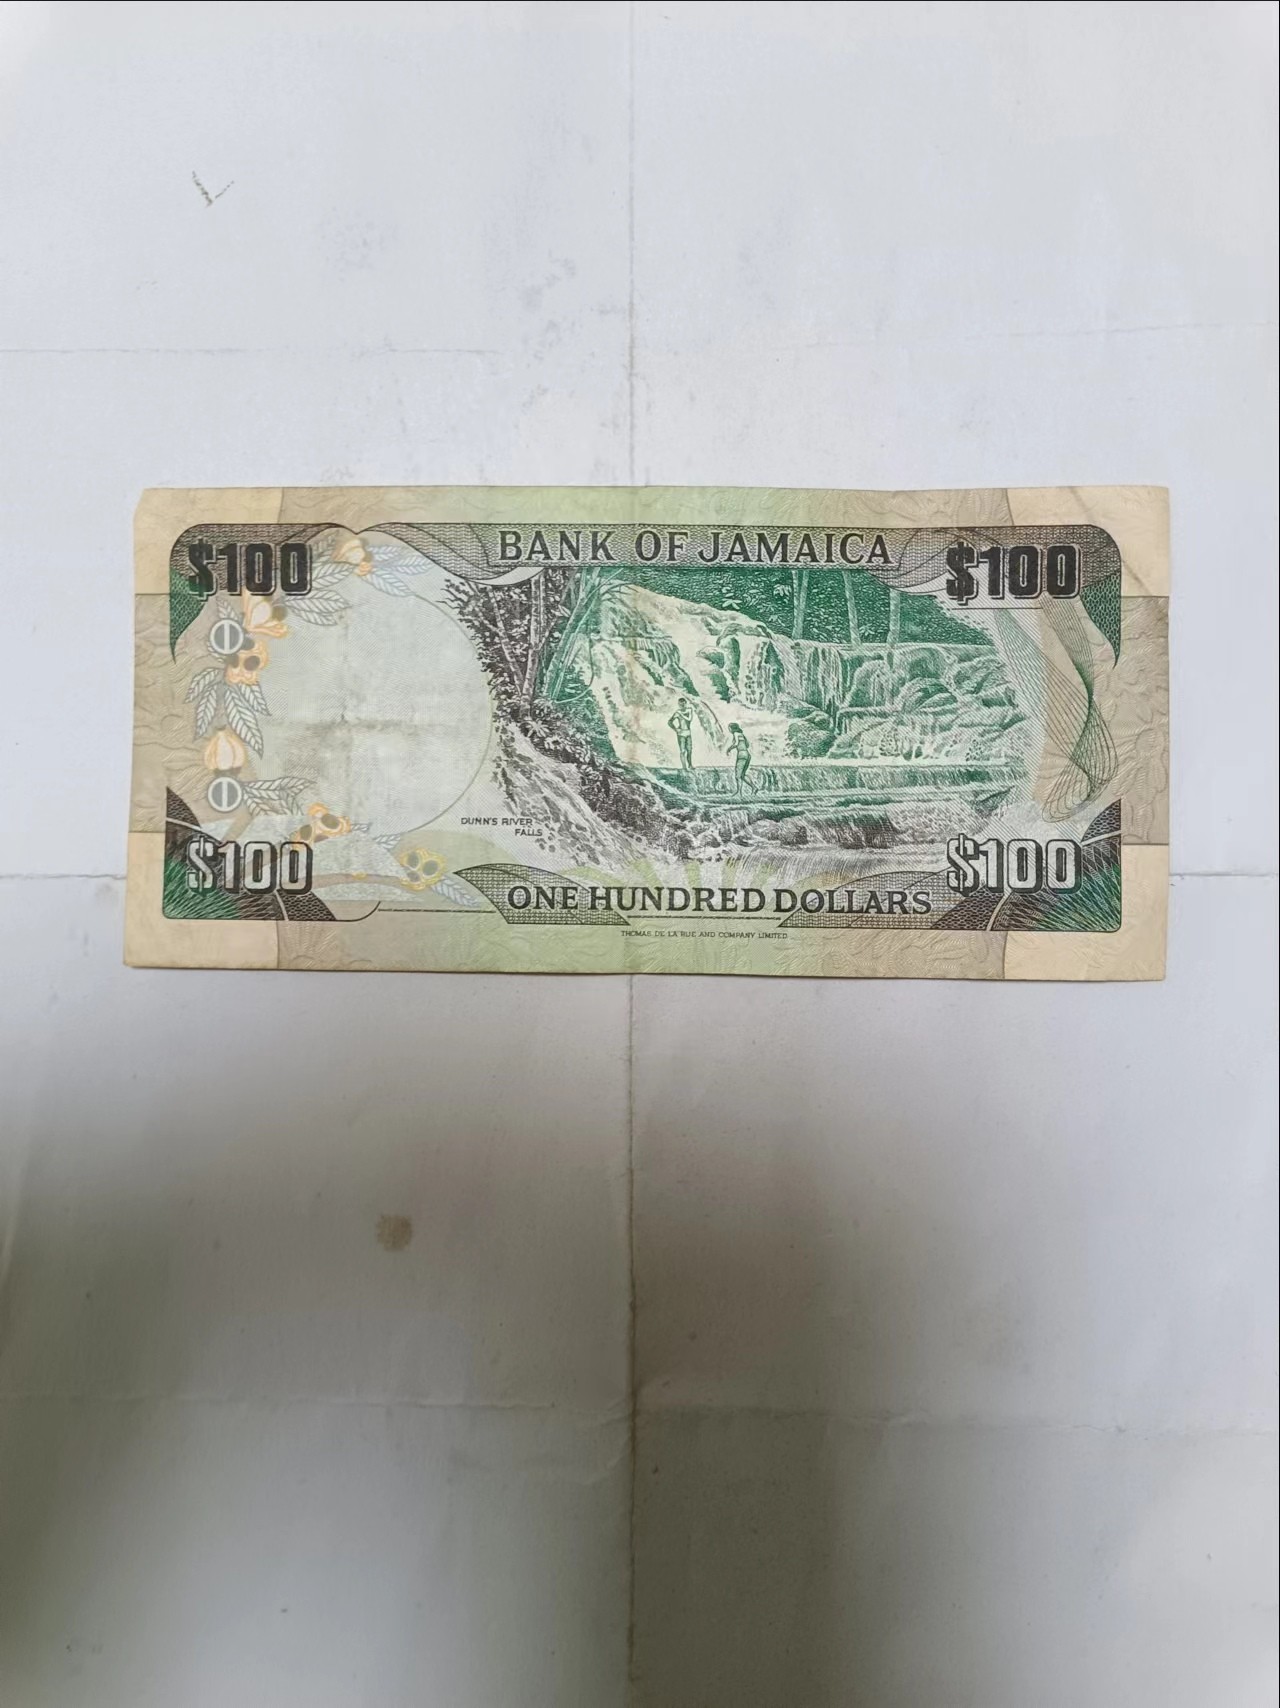 $100
BANK OF JAMAICA
$100
DUNN'S RIVER
FALLS
$100
ONE HUNDRED DOLLARS
$100
THOMAS DE LA RUE AND COMPANY LIMITED